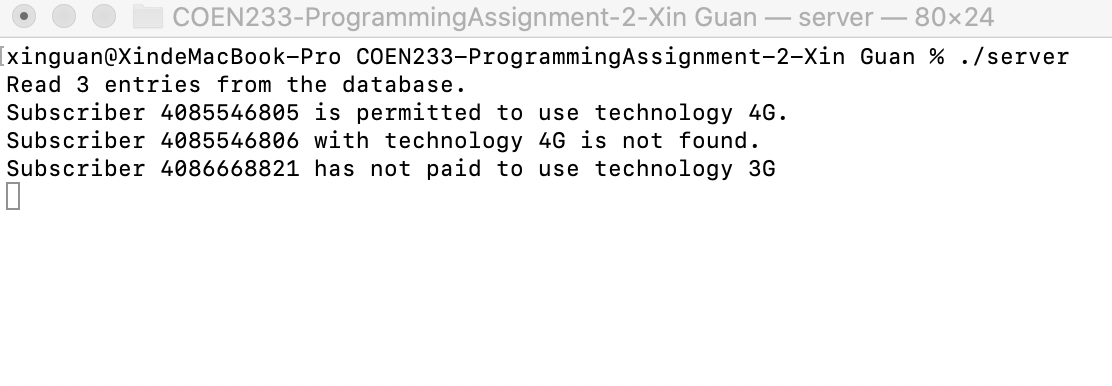 COEN233-ProgrammingAssignment-2-Xin Guan — server — 80×24
xinguan@XindeMacBook-Pro COEN233-ProgrammingAssignment-2-Xin Guan % ./server
Read 3 entries from the database.
Subscriber 4085546805 is permitted to use technology 4G.
Subscriber 4085546806 with technology 4G is not found.
Subscriber 4086668821 has not paid to use technology 3G